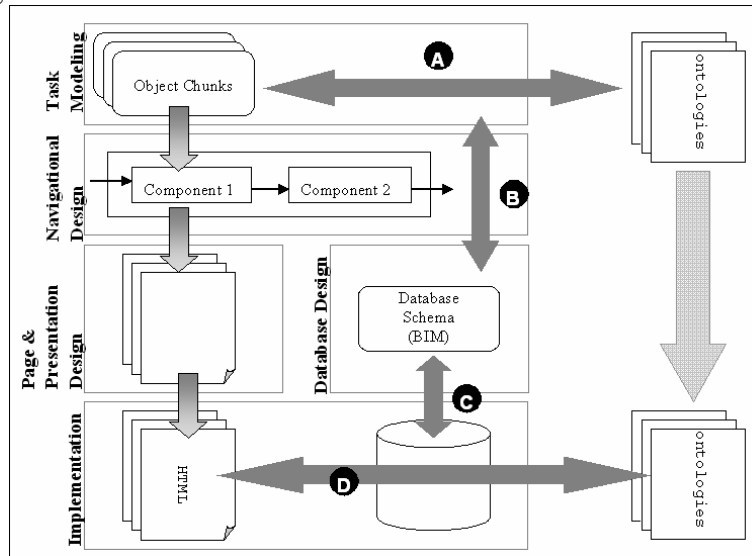 Task
Modeling
Object Chunks
A
ontologies
Navigational
Design
Component 1
Component 2
B
Page &
Presentation
Design
Database Design
Database
Schema
(BIM)
C
Implementation
HTML
D
ontologies